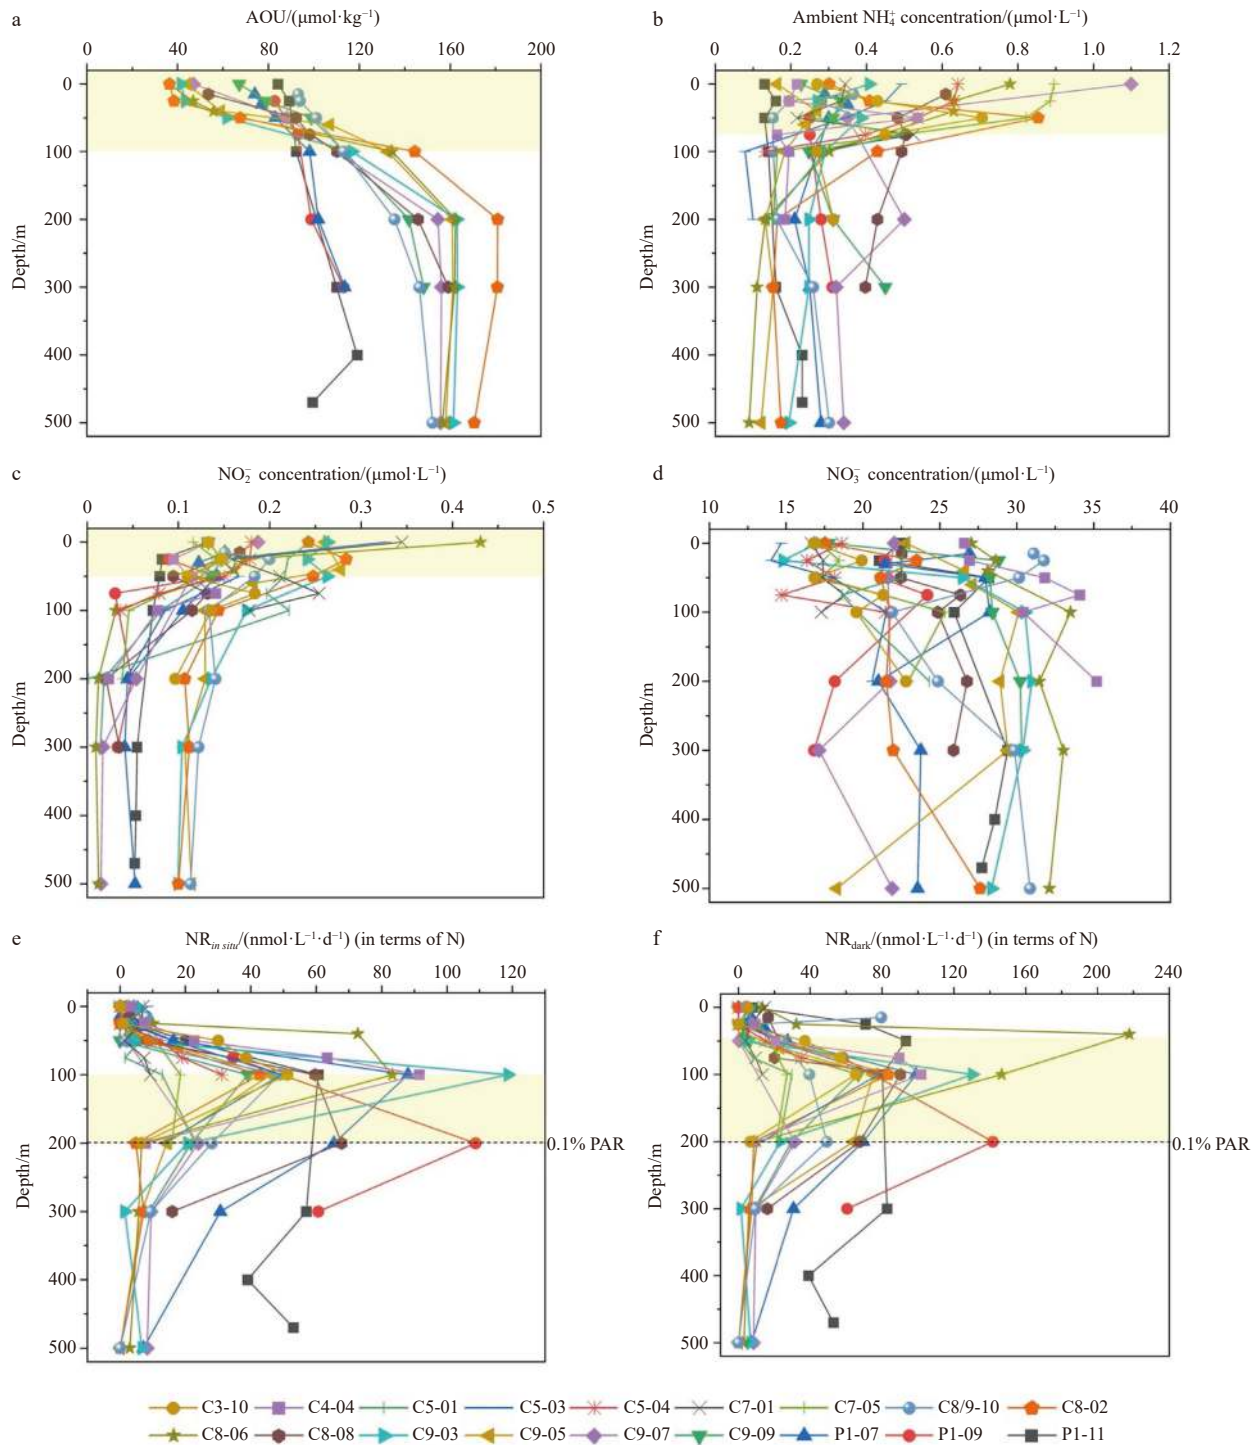 a
AOU/(μmol·kg⁻¹)
0 40 80 120 160 200
0
100
200
300
400
500
Depth/m
b
Ambient NH₄⁺ concentration/(μmol·L⁻¹)
0 0.2 0.4 0.6 0.8 1.0 1.2
0
100
200
300
400
500
Depth/m
c
NO₂⁻ concentration/(μmol·L⁻¹)
0 0.1 0.2 0.3 0.4 0.5
0
100
200
300
400
500
Depth/m
d
NO₃⁻ concentration/(μmol·L⁻¹)
10 15 20 25 30 35 40
0
100
200
300
400
500
Depth/m
e
NR in situ/(nmol·L⁻¹·d⁻¹) (in terms of N)
0 20 40 60 80 100 120
0
100
200
300
400
500
Depth/m
0.1% PAR
f
NR dark/(nmol·L⁻¹·d⁻¹) (in terms of N)
0 40 80 120 160 200 240
0
100
200
300
400
500
Depth/m
0.1% PAR
C3-10 C4-04 C5-01 C5-03 C5-04 C7-01 C7-05 C8/9-10 C8-02
C8-06 C8-08 C9-03 C9-05 C9-07 C9-09 P1-07 P1-09 P1-11